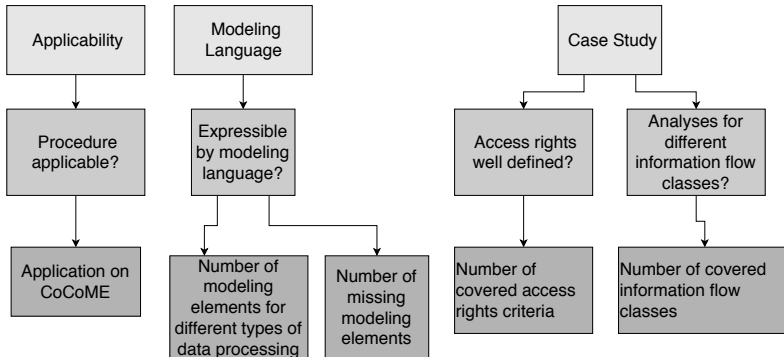 Applicability
Modeling
Language
Case Study
Procedure
applicable?
Expressible
by modeling
language?
Access rights
well defined?
Analyses for
different
information flow
classes?
Application on
CoCoME
Number of
modeling
elements for
different types of
data processing
Number of
missing
modeling
elements
Number of
covered access
rights criteria
Number of covered
information flow
classes